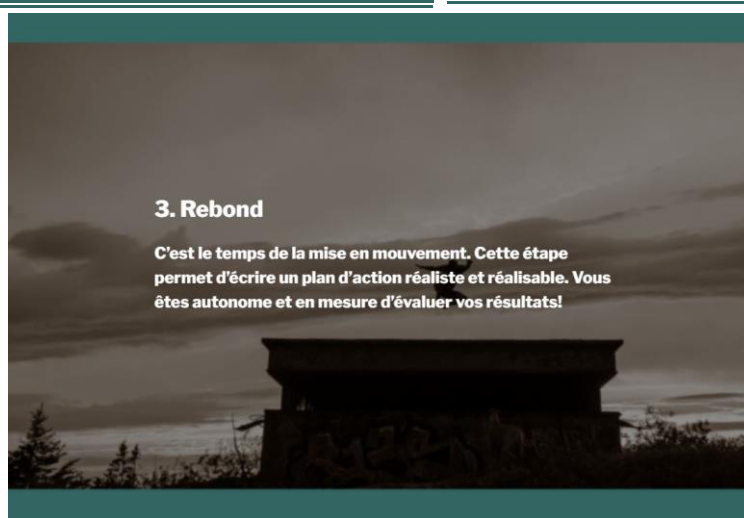 3. Rebond
C'est le temps de la mise en mouvement. Cette étape
permet d'écrire un plan d'action réaliste et réalisable. Vous
êtes autonome et en mesure d'évaluer vos résultats!